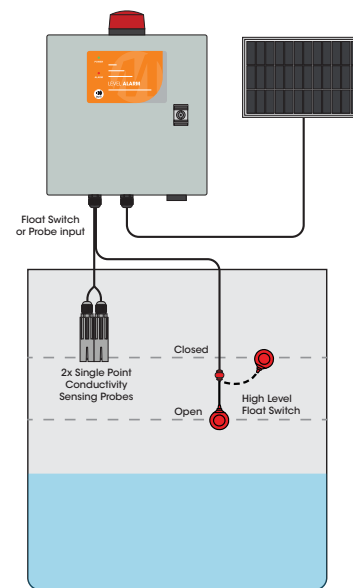 LEVEL ALARM
Float Switch
or Probe input
Closed
2x Single Point
Conductivity
Sensing Probes
High Level
Float Switch
Open